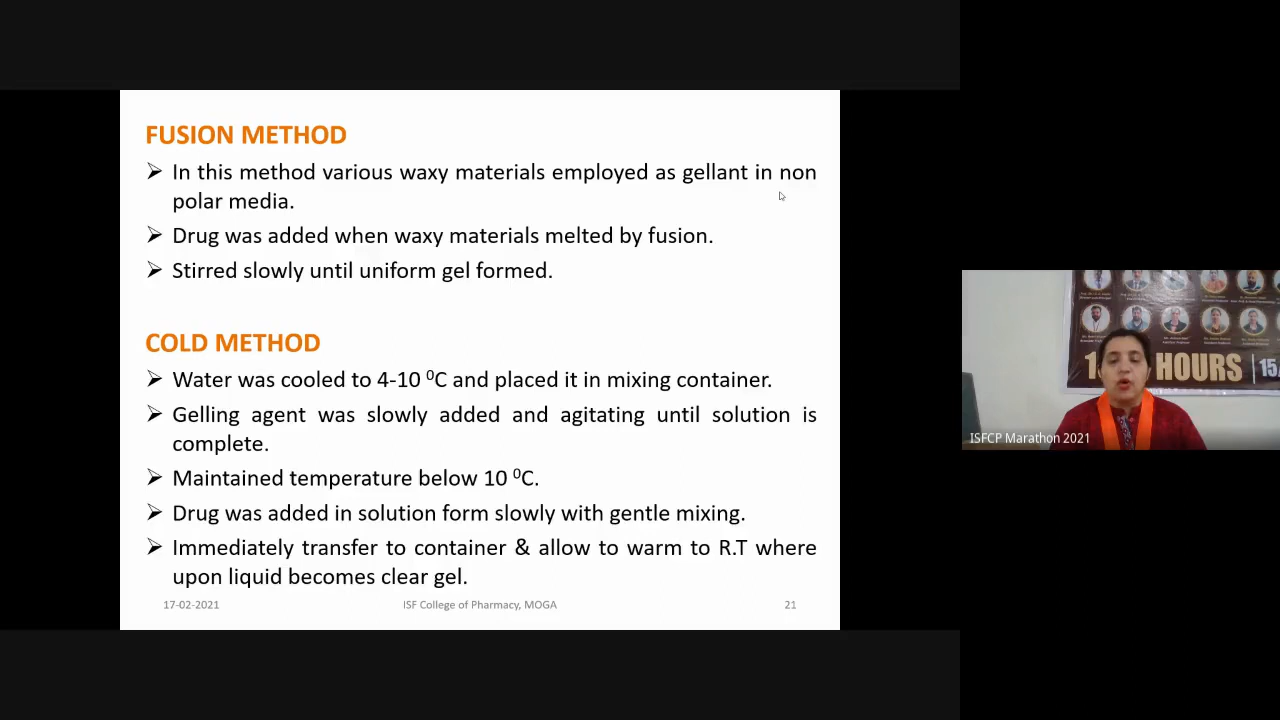 FUSION METHOD
➢ In this method various waxy materials employed as gellant in non
polar media.
➢ Drug was added when waxy materials melted by fusion.
➢ Stirred slowly until uniform gel formed.
COLD METHOD
➢ Water was cooled to 4-10 ⁰C and placed it in mixing container.
➢ Gelling agent was slowly added and agitating until solution is
complete.
➢ Maintained temperature below 10 ⁰C.
➢ Drug was added in solution form slowly with gentle mixing.
➢ Immediately transfer to container & allow to warm to R.T where
upon liquid becomes clear gel.
17-02-2021 ISF College of Pharmacy, MOGA 21
HOURS
ISFCP Marathon 2021